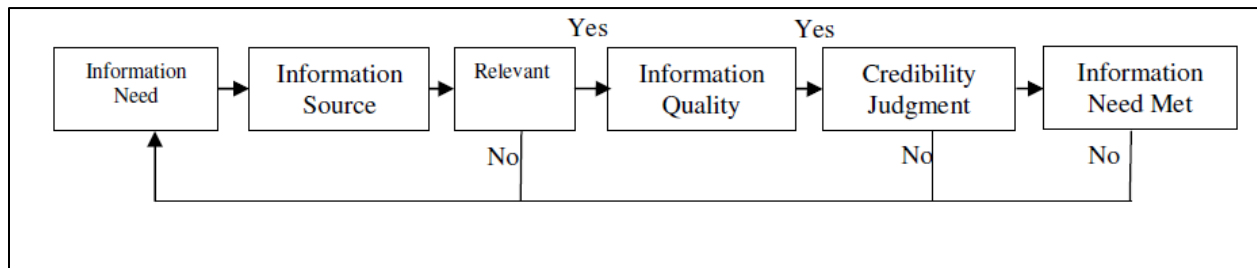 Yes
Yes
Information
Need
Information
Source
Relevant
Information
Quality
Credibility
Judgment
Information
Need Met
No
No
No